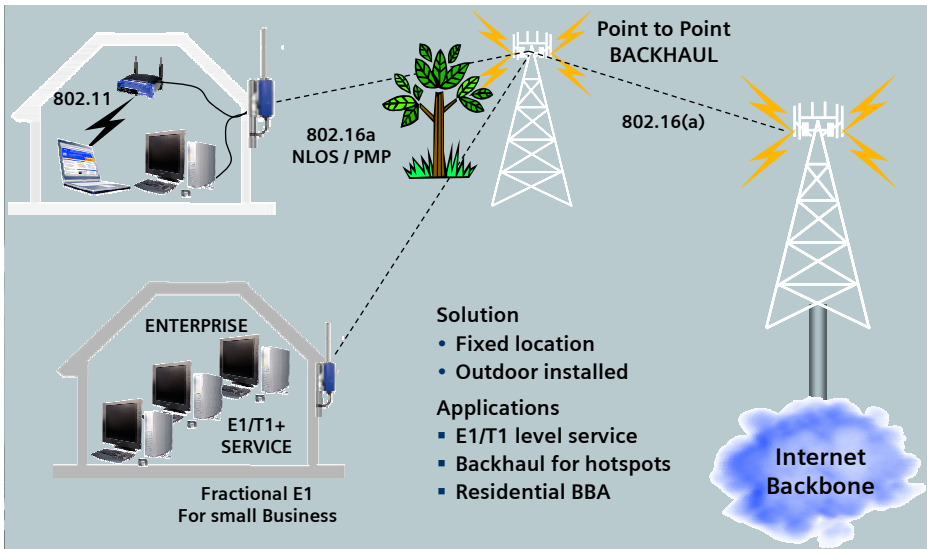 Point to Point
BACKHAUL
802.11
802.16a
NLOS / PMP
802.16(a)
ENTERPRISE
E1/T1+
SERVICE
Fractional E1
For small Business
Solution
• Fixed location
• Outdoor installed
Applications
▪ E1/T1 level service
▪ Backhaul for hotspots
▪ Residential BBA
Internet
Backbone